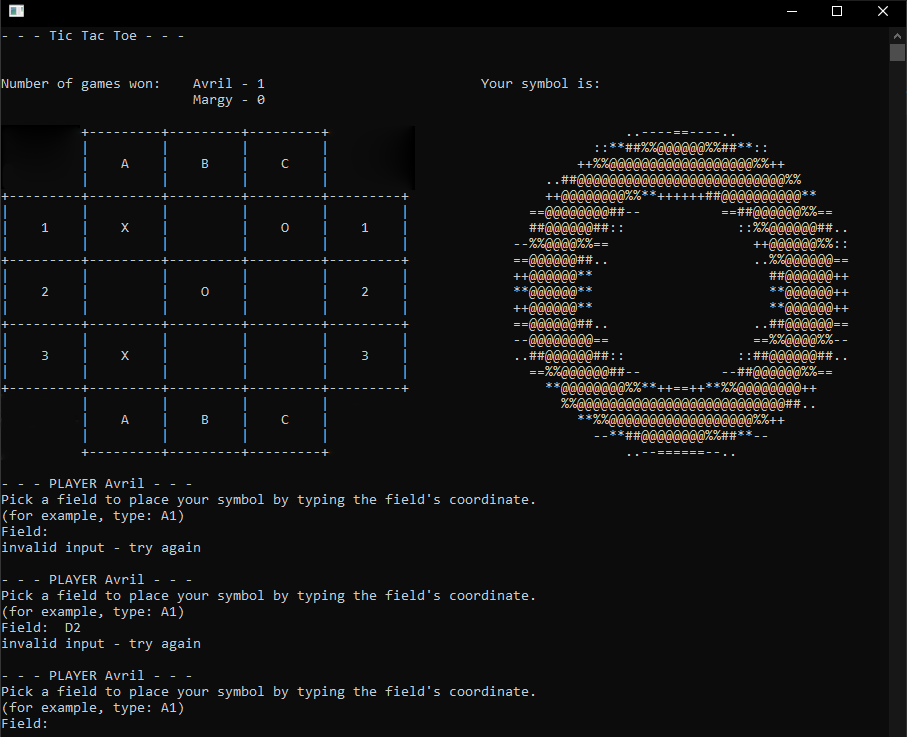 - - - Tic Tac Toe - - -
Number of games won:    Avril - 1                           Your symbol is:
                        Margy - 0
A B C
1 X O 1
2 O 2
3 X 3
A B C
- - - PLAYER Avril - - -
Pick a field to place your symbol by typing the field's coordinate.
(for example, type: A1)
Field:
invalid input - try again
- - - PLAYER Avril - - -
Pick a field to place your symbol by typing the field's coordinate.
(for example, type: A1)
Field:  D2
invalid input - try again
- - - PLAYER Avril - - -
Pick a field to place your symbol by typing the field's coordinate.
(for example, type: A1)
Field: